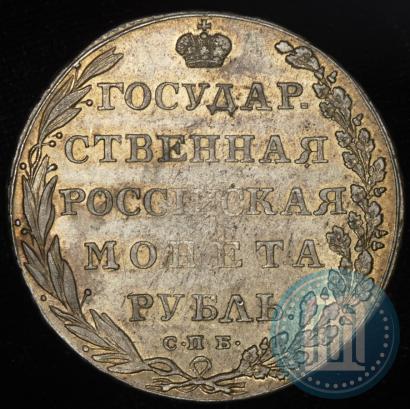 ГОСУДАР.
СТВЕННАЯ
РОССІЙСКАЯ
МОНЕТА
РУБЛЬ.
С•П•Б•